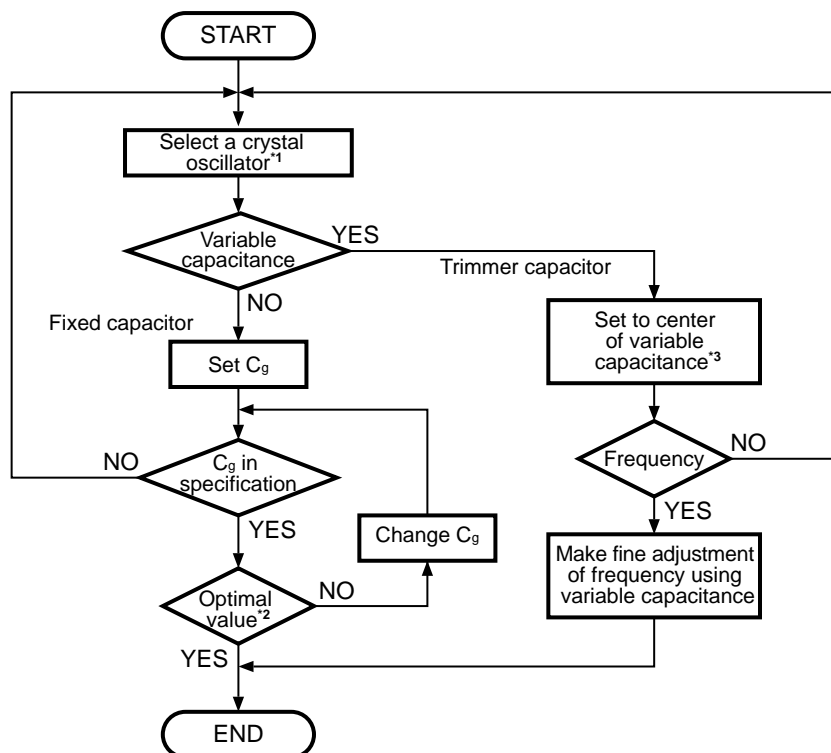 START
Select a crystal
oscillator*1
Variable
capacitance
YES
Trimmer capacitor
NO
Fixed capacitor
Set Cg
Set to center
of variable
capacitance*3
Cg in
specification
NO
YES
Change Cg
Optimal
value*2
NO
YES
Frequency
NO
YES
Make fine adjustment
of frequency using
variable capacitance
END